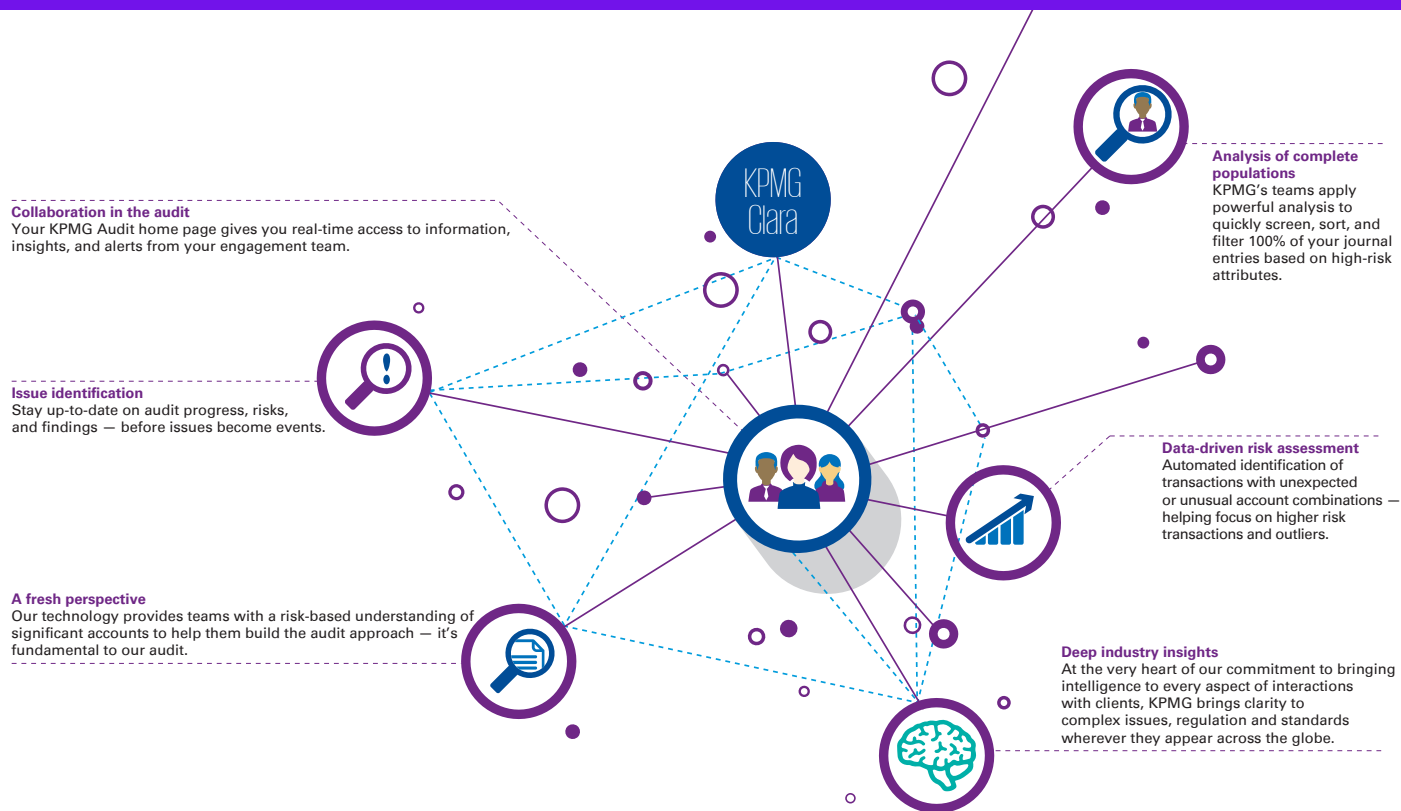 KPMG
Clara
Analysis of complete
populations
KPMG's teams apply
powerful analysis to
quickly screen, sort, and
filter 100% of your journal
entries based on high-risk
attributes.
Collaboration in the audit
Your KPMG Audit home page gives you real-time access to information,
insights, and alerts from your engagement team.
Issue identification
Stay up-to-date on audit progress, risks,
and findings — before issues become events.
Data-driven risk assessment
Automated identification of
transactions with unexpected
or unusual account combinations —
helping focus on higher risk
transactions and outliers.
A fresh perspective
Our technology provides teams with a risk-based understanding of
significant accounts to help them build the audit approach — it's
fundamental to our audit.
Deep industry insights
At the very heart of our commitment to bringing
intelligence to every aspect of interactions
with clients, KPMG brings clarity to
complex issues, regulation and standards
wherever they appear across the globe.